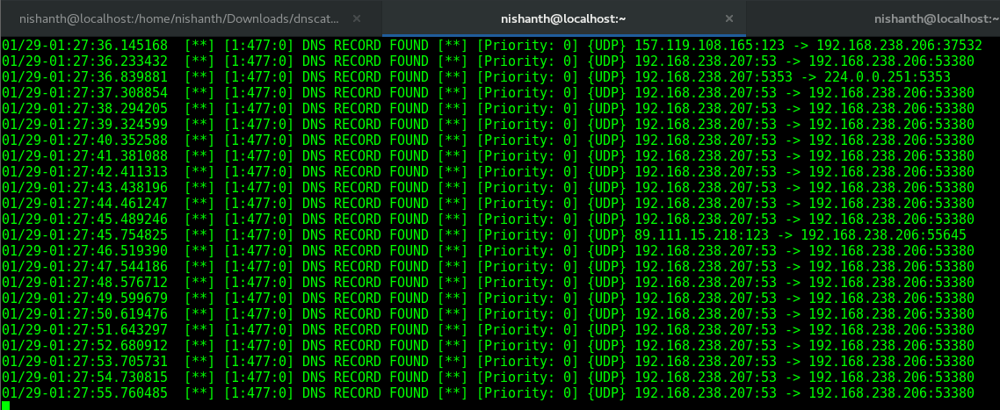 nishanth@localhost:/home/nishanth/Downloads/dnscat... × nishanth@localhost:~ × nishanth@localhost:~
01/29-01:27:36.145168 [**] [1:477:0] DNS RECORD FOUND [**] [Priority: 0] {UDP} 157.119.108.165:123 -> 192.168.238.206:37532
01/29-01:27:36.233432 [**] [1:477:0] DNS RECORD FOUND [**] [Priority: 0] {UDP} 192.168.238.207:53 -> 192.168.238.206:53380
01/29-01:27:36.839881 [**] [1:477:0] DNS RECORD FOUND [**] [Priority: 0] {UDP} 192.168.238.207:5353 -> 224.0.0.251:5353
01/29-01:27:37.308854 [**] [1:477:0] DNS RECORD FOUND [**] [Priority: 0] {UDP} 192.168.238.207:53 -> 192.168.238.206:53380
01/29-01:27:38.294205 [**] [1:477:0] DNS RECORD FOUND [**] [Priority: 0] {UDP} 192.168.238.207:53 -> 192.168.238.206:53380
01/29-01:27:39.324599 [**] [1:477:0] DNS RECORD FOUND [**] [Priority: 0] {UDP} 192.168.238.207:53 -> 192.168.238.206:53380
01/29-01:27:40.352588 [**] [1:477:0] DNS RECORD FOUND [**] [Priority: 0] {UDP} 192.168.238.207:53 -> 192.168.238.206:53380
01/29-01:27:41.381088 [**] [1:477:0] DNS RECORD FOUND [**] [Priority: 0] {UDP} 192.168.238.207:53 -> 192.168.238.206:53380
01/29-01:27:42.411313 [**] [1:477:0] DNS RECORD FOUND [**] [Priority: 0] {UDP} 192.168.238.207:53 -> 192.168.238.206:53380
01/29-01:27:43.438196 [**] [1:477:0] DNS RECORD FOUND [**] [Priority: 0] {UDP} 192.168.238.207:53 -> 192.168.238.206:53380
01/29-01:27:44.461247 [**] [1:477:0] DNS RECORD FOUND [**] [Priority: 0] {UDP} 192.168.238.207:53 -> 192.168.238.206:53380
01/29-01:27:45.489246 [**] [1:477:0] DNS RECORD FOUND [**] [Priority: 0] {UDP} 192.168.238.207:53 -> 192.168.238.206:53380
01/29-01:27:45.754825 [**] [1:477:0] DNS RECORD FOUND [**] [Priority: 0] {UDP} 89.111.15.218:123 -> 192.168.238.206:55645
01/29-01:27:46.519390 [**] [1:477:0] DNS RECORD FOUND [**] [Priority: 0] {UDP} 192.168.238.207:53 -> 192.168.238.206:53380
01/29-01:27:47.544186 [**] [1:477:0] DNS RECORD FOUND [**] [Priority: 0] {UDP} 192.168.238.207:53 -> 192.168.238.206:53380
01/29-01:27:48.576712 [**] [1:477:0] DNS RECORD FOUND [**] [Priority: 0] {UDP} 192.168.238.207:53 -> 192.168.238.206:53380
01/29-01:27:49.599679 [**] [1:477:0] DNS RECORD FOUND [**] [Priority: 0] {UDP} 192.168.238.207:53 -> 192.168.238.206:53380
01/29-01:27:50.619476 [**] [1:477:0] DNS RECORD FOUND [**] [Priority: 0] {UDP} 192.168.238.207:53 -> 192.168.238.206:53380
01/29-01:27:51.643297 [**] [1:477:0] DNS RECORD FOUND [**] [Priority: 0] {UDP} 192.168.238.207:53 -> 192.168.238.206:53380
01/29-01:27:52.680912 [**] [1:477:0] DNS RECORD FOUND [**] [Priority: 0] {UDP} 192.168.238.207:53 -> 192.168.238.206:53380
01/29-01:27:53.705731 [**] [1:477:0] DNS RECORD FOUND [**] [Priority: 0] {UDP} 192.168.238.207:53 -> 192.168.238.206:53380
01/29-01:27:54.730815 [**] [1:477:0] DNS RECORD FOUND [**] [Priority: 0] {UDP} 192.168.238.207:53 -> 192.168.238.206:53380
01/29-01:27:55.760485 [**] [1:477:0] DNS RECORD FOUND [**] [Priority: 0] {UDP} 192.168.238.207:53 -> 192.168.238.206:53380